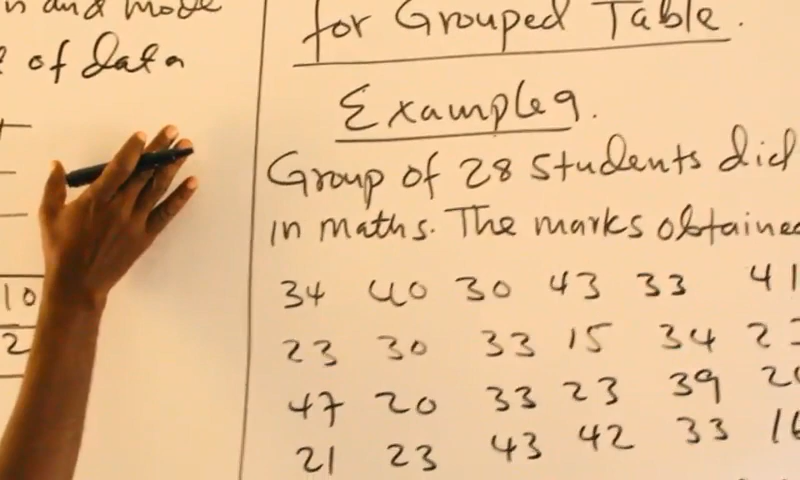 and mode
of data
10
2
for Grouped Table.
Example 9.
Group of 28 Students did
in maths. The marks obtained
34 40 30 43 33 41
23 30 33 15 34
47 20 33 23 39
21 23 43 42 33 16